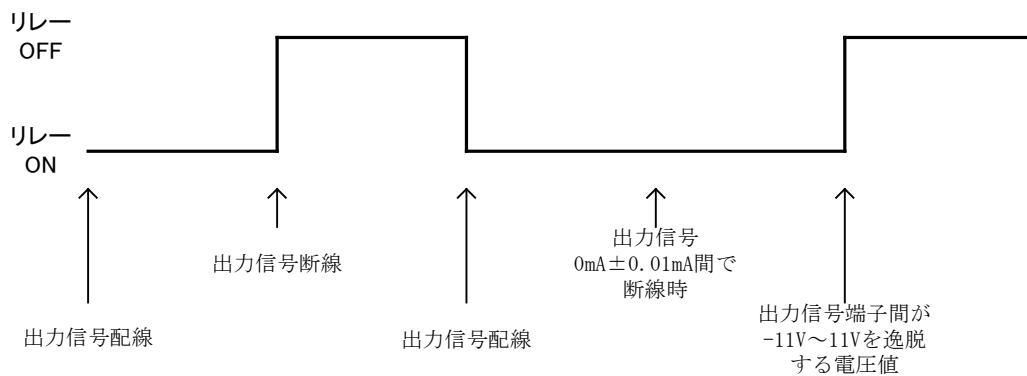 リレー
OFF
リレー
ON
出力信号配線
出力信号断線
出力信号配線
出力信号
0mA±0.01mA間で
断線時
出力信号端子間が
-11V～11Vを逸脱
する電圧値